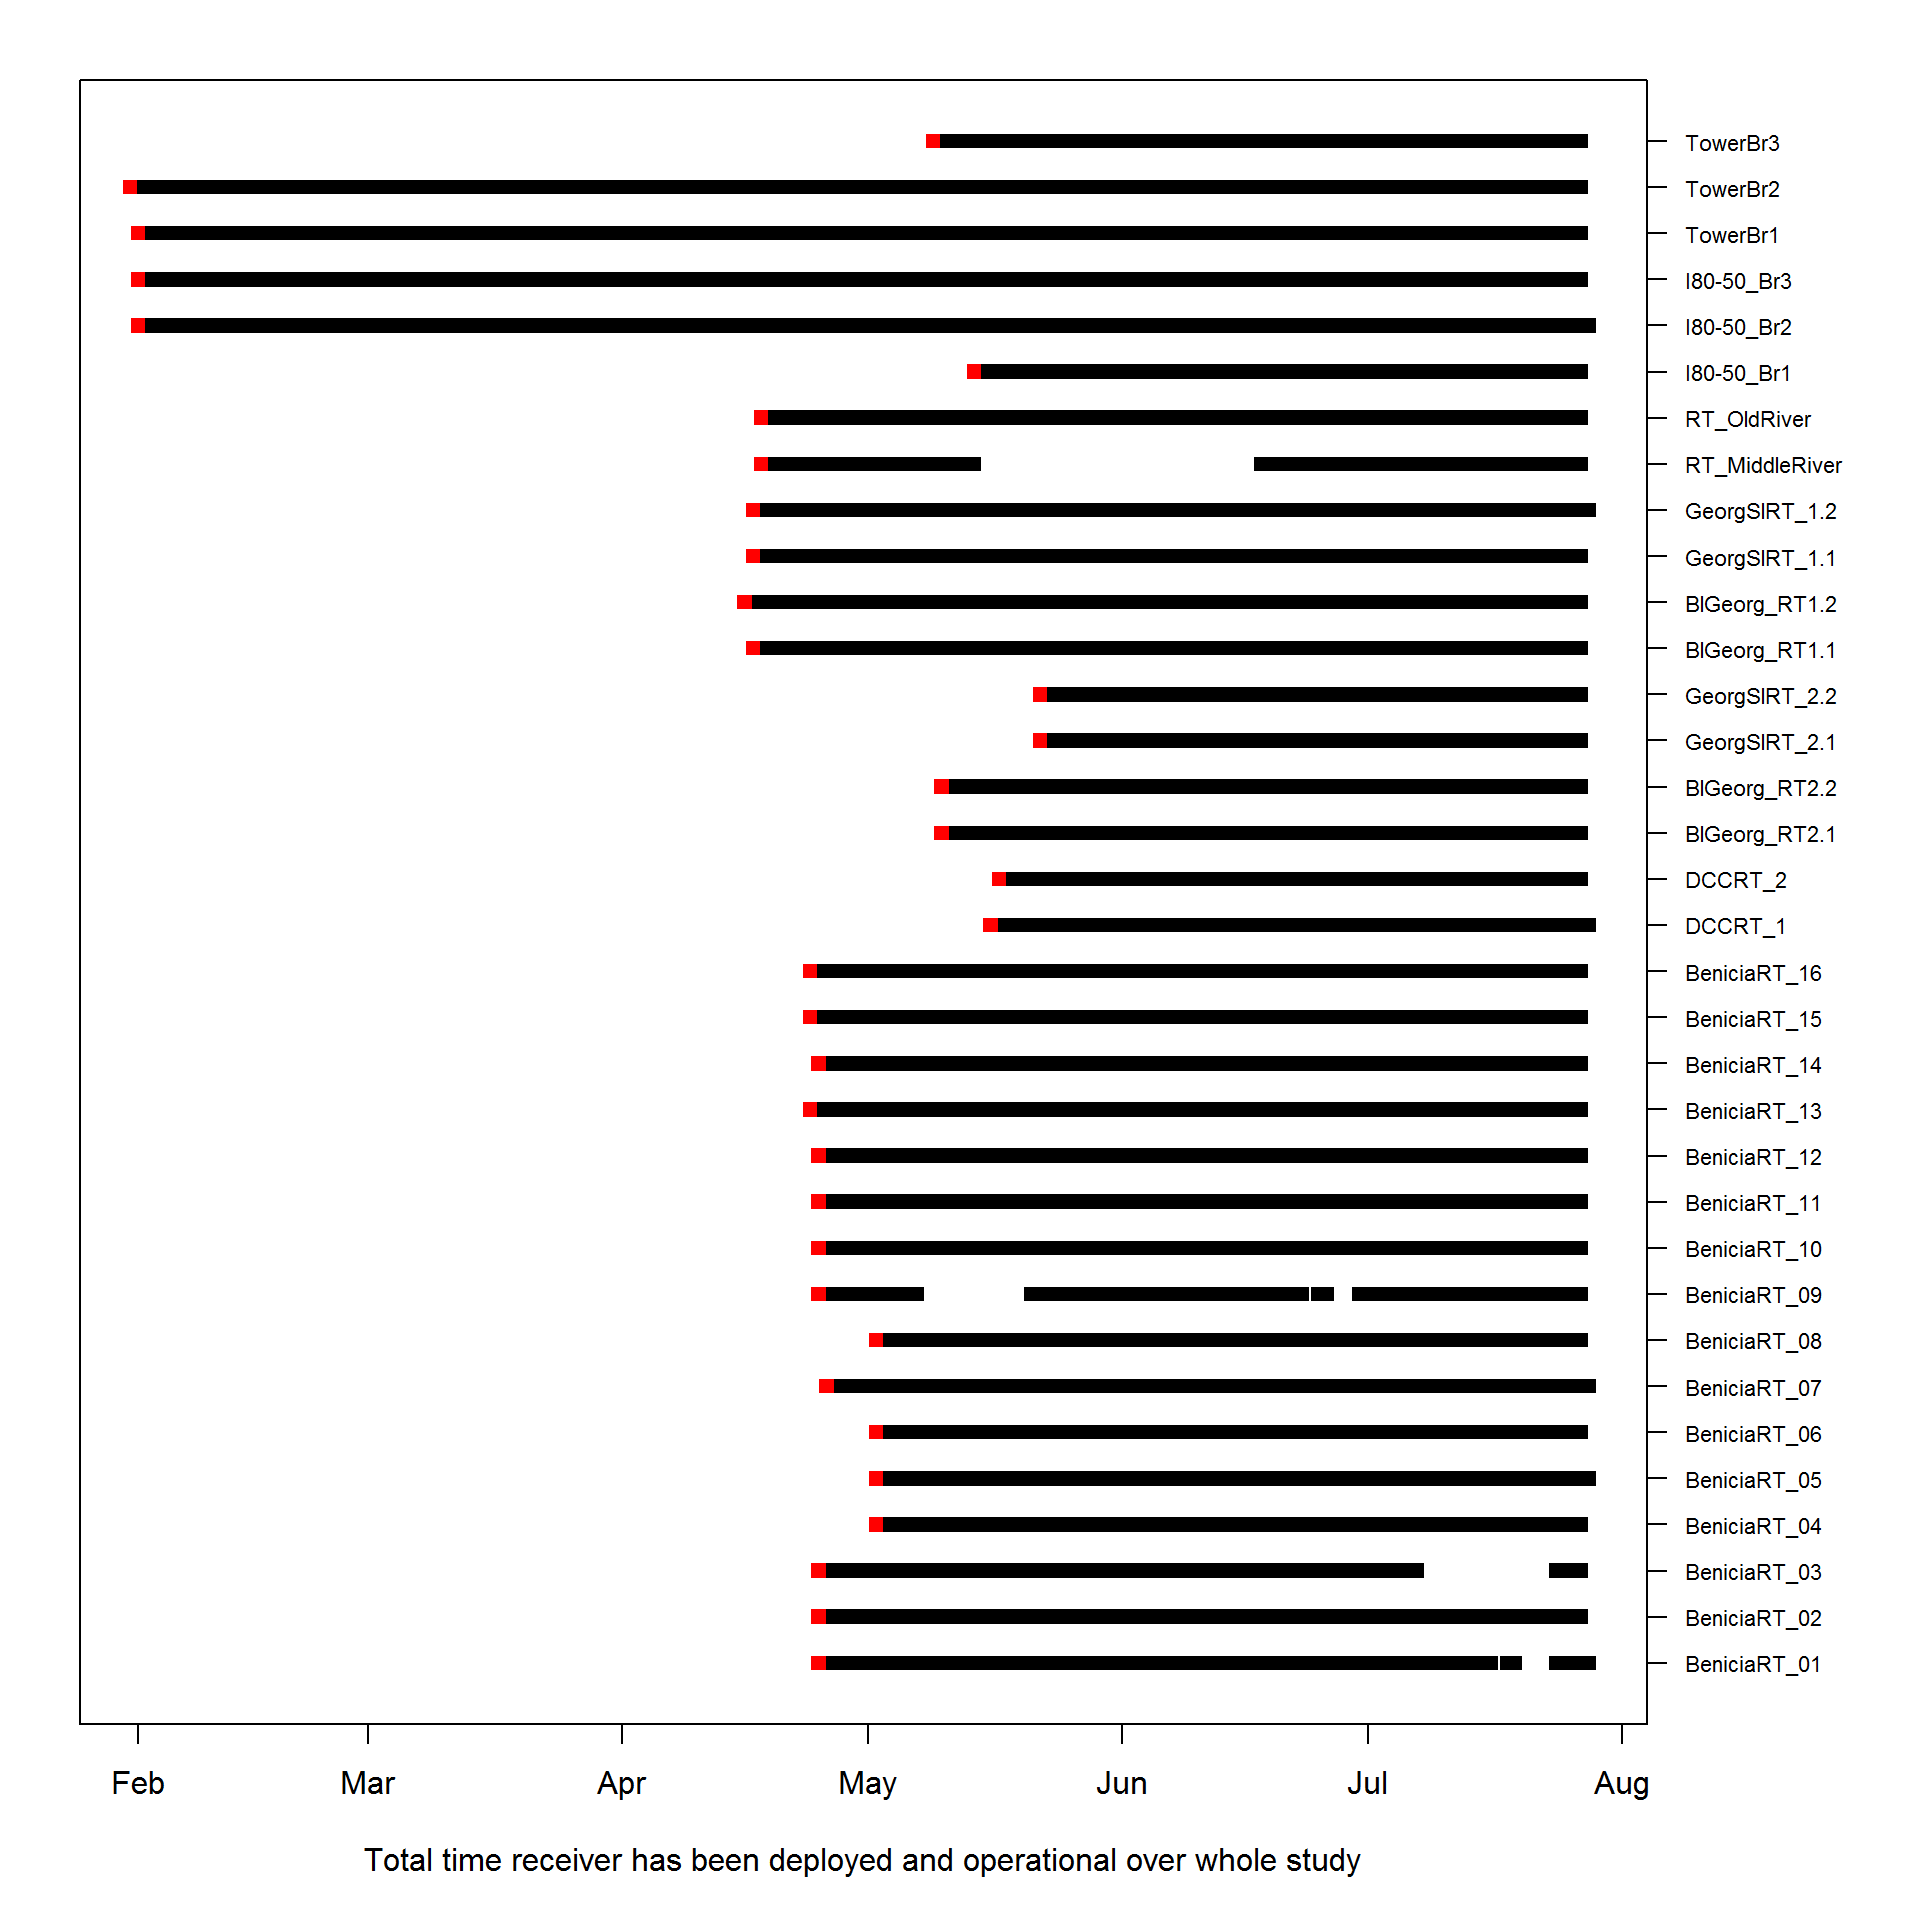 TowerBr3
TowerBr2
TowerBr1
I80-50_Br3
I80-50_Br2
I80-50_Br1
RT_OldRiver
RT_MiddleRiver
GeorgSlRT_1.2
GeorgSlRT_1.1
BlGeorg_RT1.2
BlGeorg_RT1.1
GeorgSlRT_2.2
GeorgSlRT_2.1
BlGeorg_RT2.2
BlGeorg_RT2.1
DCCRT_2
DCCRT_1
BeniciaRT_16
BeniciaRT_15
BeniciaRT_14
BeniciaRT_13
BeniciaRT_12
BeniciaRT_11
BeniciaRT_10
BeniciaRT_09
BeniciaRT_08
BeniciaRT_07
BeniciaRT_06
BeniciaRT_05
BeniciaRT_04
BeniciaRT_03
BeniciaRT_02
BeniciaRT_01
Feb Mar Apr May Jun Jul Aug
Total time receiver has been deployed and operational over whole study